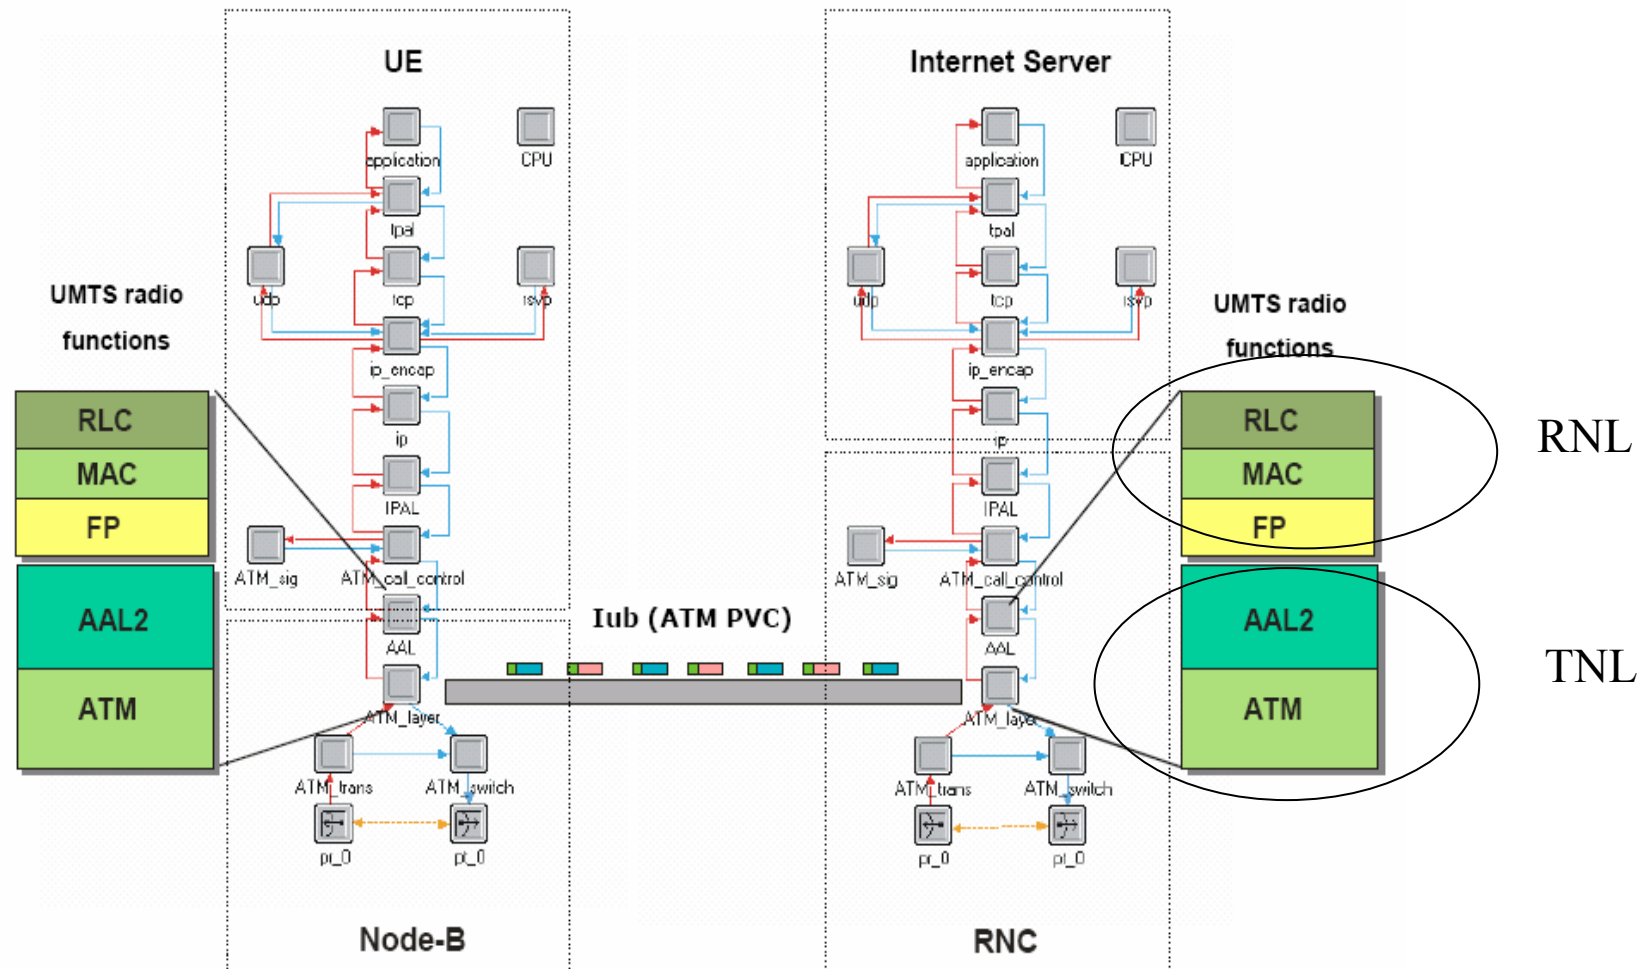 UE
Internet Server
application
CPU
application
CPU
tpal
tpal
udp
tcp
rsvp
udp
tcp
rsvp
UMTS radio
functions
UMTS radio
functions
ip_encap
ip_encap
RLC
MAC
FP
ip
ip
RLC
MAC
FP
RNL
IPAL
IPAL
ATM_sig
ATM_call_control
ATM_sig
ATM_call_control
AAL2
ATM
Iub (ATM PVC)
AAL2
ATM
TNL
AAL
AAL
ATM_layer
ATM_layer
ATM_trans
ATM_switch
ATM_trans
ATM_switch
pr_0
pt_0
pr_0
pt_0
Node-B
RNC